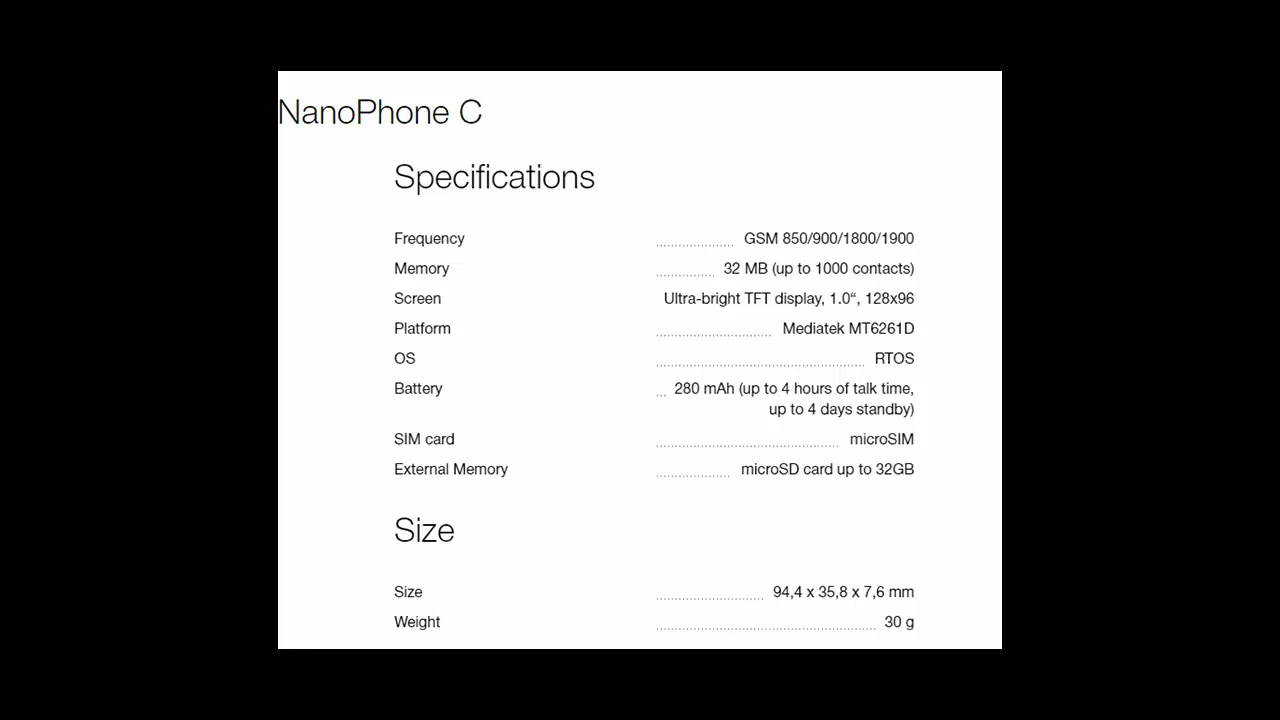 NanoPhone C
Specifications
Frequency GSM 850/900/1800/1900
Memory 32 MB (up to 1000 contacts)
Screen Ultra-bright TFT display, 1.0“, 128x96
Platform Mediatek MT6261D
OS RTOS
Battery 280 mAh (up to 4 hours of talk time,
up to 4 days standby)
SIM card microSIM
External Memory microSD card up to 32GB
Size
Size 94,4 x 35,8 x 7,6 mm
Weight 30 g